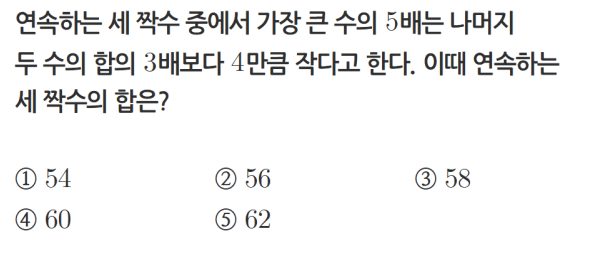 연속하는 세 짝수 중에서 가장 큰 수의 5배는 나머지
두 수의 합의 3배보다 4만큼 작다고 한다. 이때 연속하는
세 짝수의 합은?
① 54 ② 56 ③ 58
④ 60 ⑤ 62